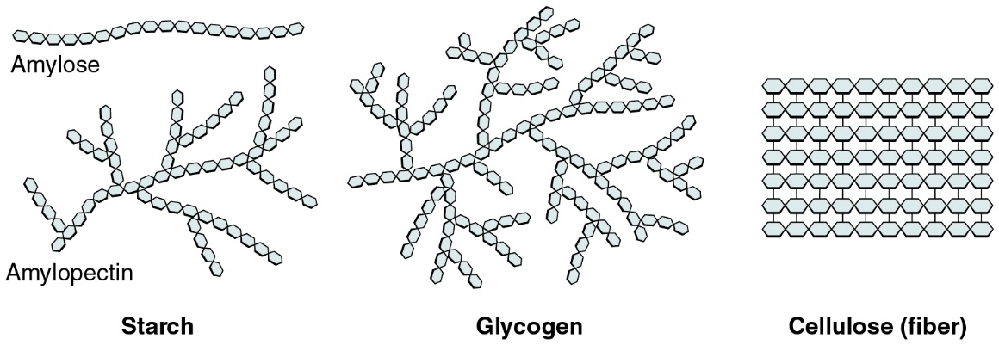 Amylose
Amylopectin
Starch
Glycogen
Cellulose (fiber)